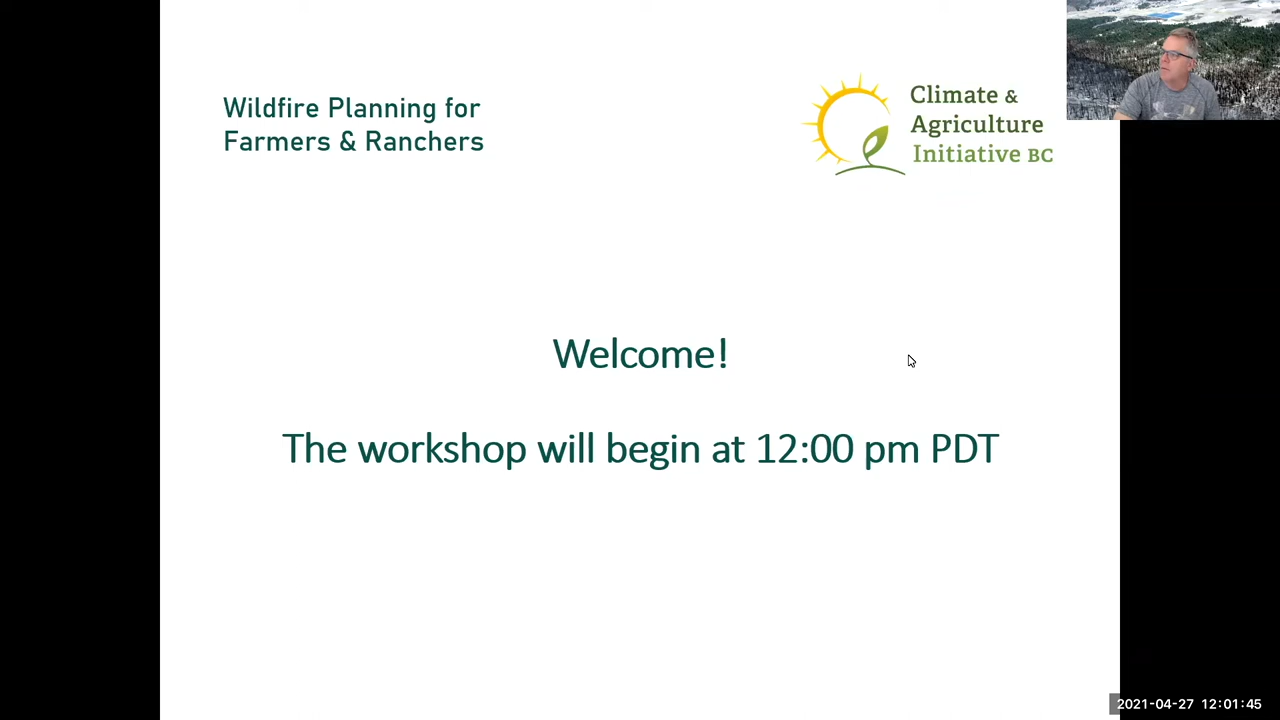 Wildfire Planning for
Farmers & Ranchers
Climate &
Agriculture
Initiative BC
Welcome!
The workshop will begin at 12:00 pm PDT
2021-04-27 12:01:45